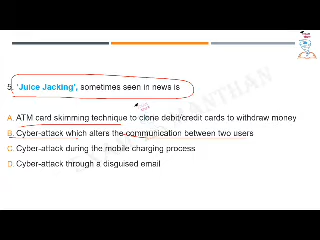 5. 'Juice Jacking', sometimes seen in news is
A. ATM card skimming technique to clone debit/credit cards to withdraw money
B. Cyber-attack which alters the communication between two users
C. Cyber-attack during the mobile charging process
D. Cyber-attack through a disguised email